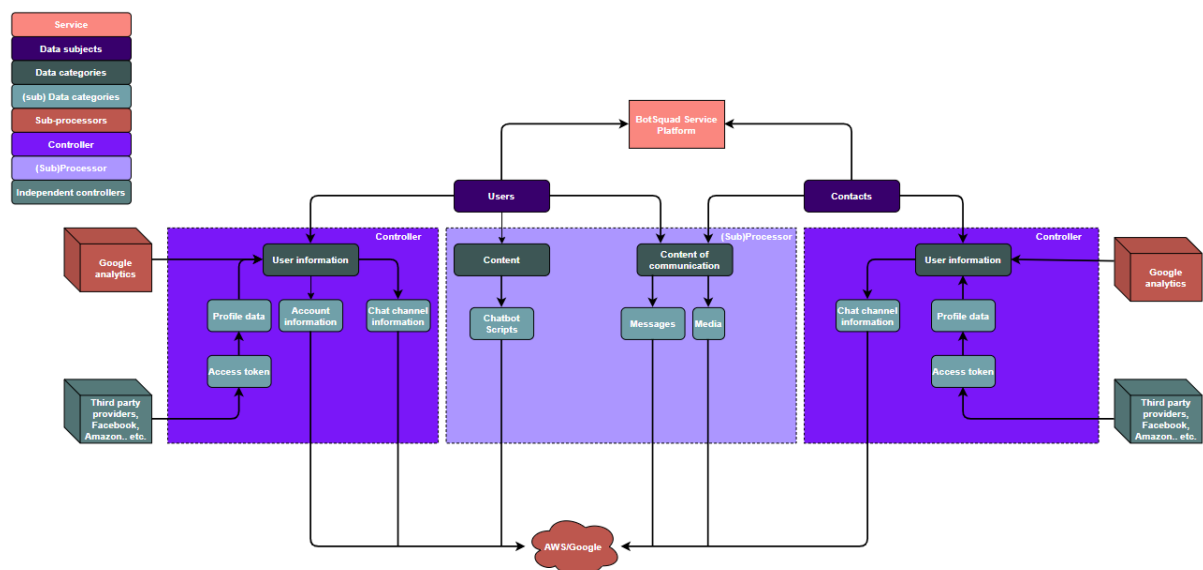 Service
Data subjects
Data categories
(sub) Data categories
Sub-processors
Controller
(Sub)Processor
Independent controllers
BotSquad Service
Platform
Users
Contacts
Controller
(Sub)Processor
Controller
Google
analytics
User information
Content
Content of
communication
User information
Google
analytics
Profile data
Account
information
Chat channel
information
Chatbot
Scripts
Messages
Media
Chat channel
information
Profile data
Access token
Access token
Third party
providers,
Facebook,
Amazon.. etc.
Third party
providers,
Facebook,
Amazon.. etc.
AWS/Google